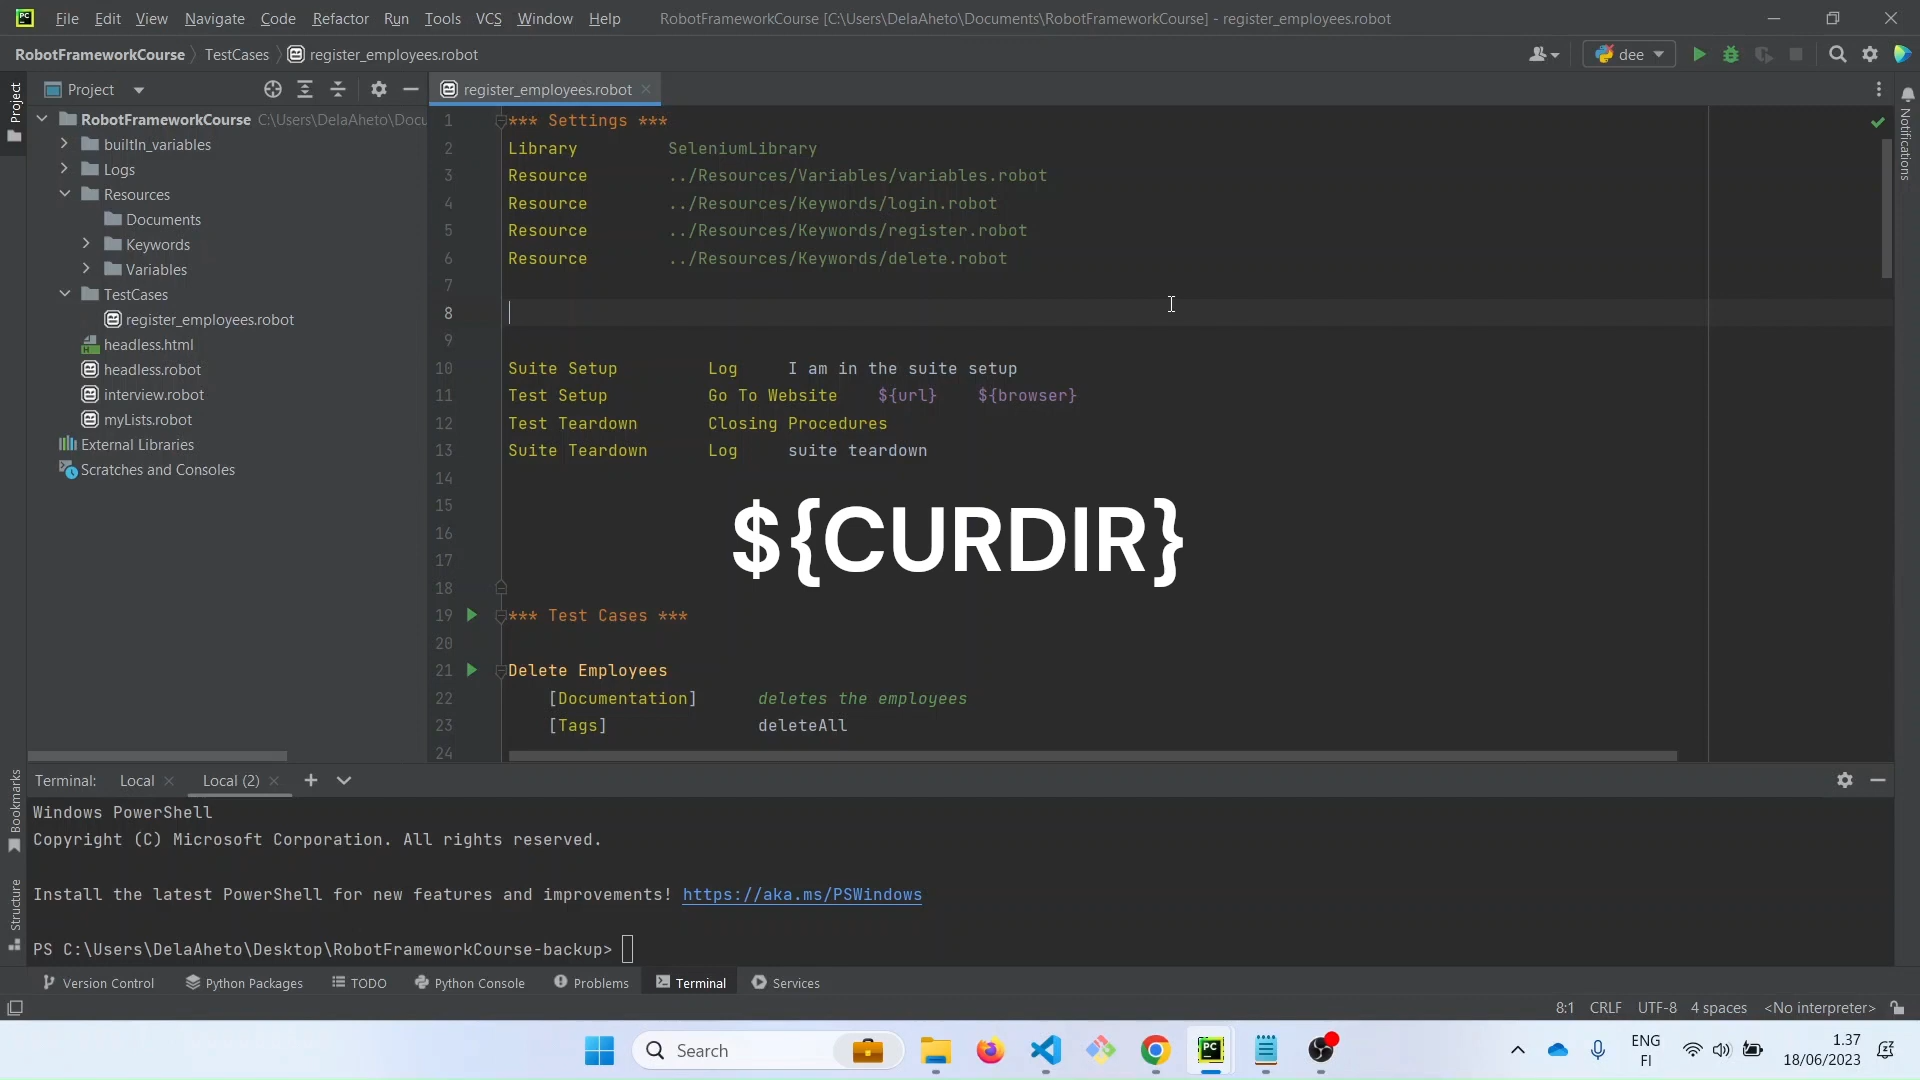 File Edit View Navigate Code Refactor Run Tools VCS Window Help RobotFrameworkCourse [C:\Users\DelaAheto\Documents\RobotFrameworkCourse] - register_employees.robot
RobotFrameworkCourse TestCases register_employees.robot dee
Project
Project
register_employees.robot
Notifications
RobotFrameworkCourse C:\Users\DelaAheto\Docu
builtIn_variables
Logs
Resources
Documents
Keywords
Variables
TestCases
register_employees.robot
headless.html
headless.robot
interview.robot
myLists.robot
External Libraries
Scratches and Consoles
1 *** Settings ***
2 Library SeleniumLibrary
3 Resource ../Resources/Variables/variables.robot
4 Resource ../Resources/Keywords/login.robot
5 Resource ../Resources/Keywords/register.robot
6 Resource ../Resources/Keywords/delete.robot
7
8
9
10 Suite Setup Log I am in the suite setup
11 Test Setup Go To Website ${url} ${browser}
12 Test Teardown Closing Procedures
13 Suite Teardown Log suite teardown
14
15
16
17
18
${CURDIR}
19 *** Test Cases ***
20
21 Delete Employees
22 [Documentation] deletes the employees
23 [Tags] deleteAll
24
Bookmarks
Structure
Terminal: Local Local (2)
Windows PowerShell
Copyright (C) Microsoft Corporation. All rights reserved.
Install the latest PowerShell for new features and improvements! https://aka.ms/PSWindows
PS C:\Users\DelaAheto\Desktop\RobotFrameworkCourse-backup>
Version Control Python Packages TODO Python Console Problems Terminal Services
8:1 CRLF UTF-8 4 spaces <No interpreter>
Search
ENG
FI
1.37
18/06/2023